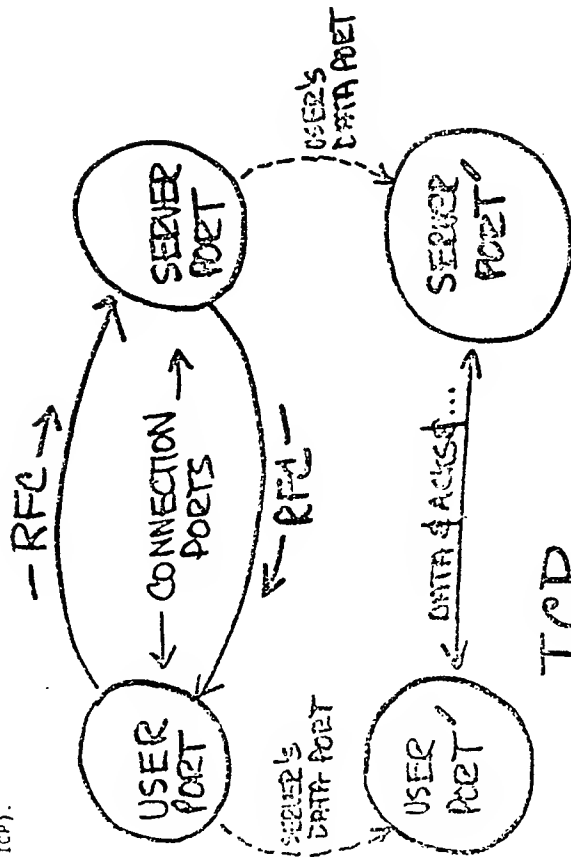 ICP).
- RFC →
USER
PORT
SERVER
PORT
← CONNECTION →
PORTS
← RFC -
SERVER'S
DATA PORT
USER'S
DATA PORT
USER
PORT'
DATA & ACKS & ...
SERVER
PORT'